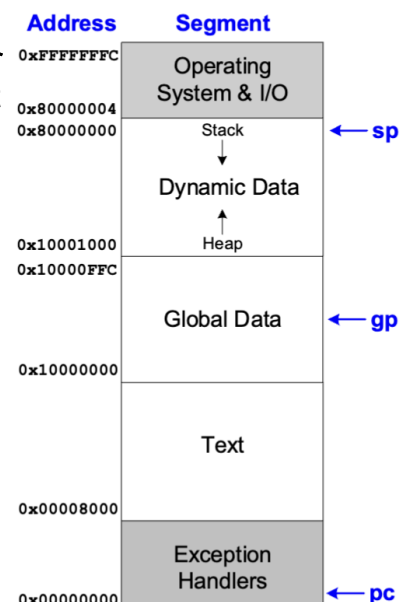 Address Segment
0xFFFFFFFC
Operating
System & I/O
0x80000004
0x80000000 Stack sp
Dynamic Data
0x10001000 Heap
0x10000FFC
Global Data gp
0x10000000
Text
0x00008000
Exception
Handlers
0x00000000 pc